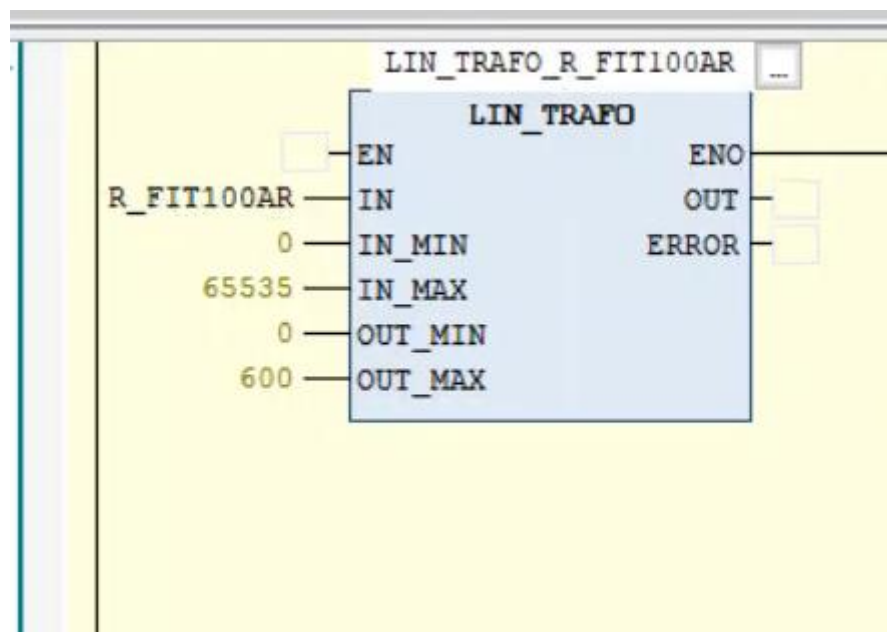 LIN_TRAFO_R_FIT100AR ...
LIN_TRAFO
EN ENO
R_FIT100AR IN OUT
0 IN_MIN ERROR
65535 IN_MAX
0 OUT_MIN
600 OUT_MAX